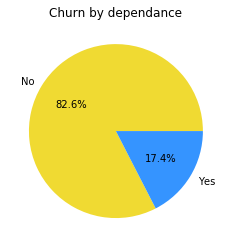 Churn by dependance
No
82.6%
17.4%
Yes